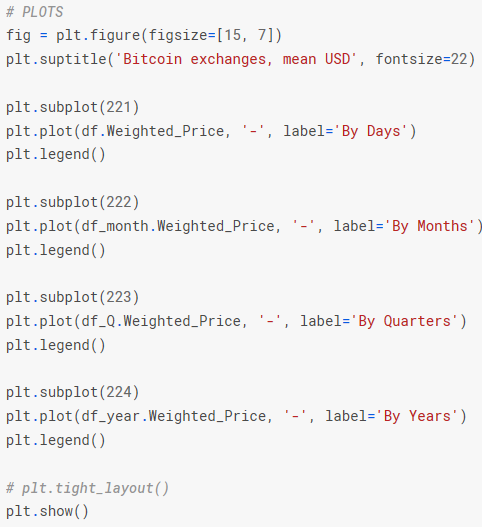 # PLOTS
fig = plt.figure(figsize=[15, 7])
plt.suptitle('Bitcoin exchanges, mean USD', fontsize=22)

plt.subplot(221)
plt.plot(df.Weighted_Price, '-', label='By Days')
plt.legend()

plt.subplot(222)
plt.plot(df_month.Weighted_Price, '-', label='By Months')
plt.legend()

plt.subplot(223)
plt.plot(df_Q.Weighted_Price, '-', label='By Quarters')
plt.legend()

plt.subplot(224)
plt.plot(df_year.Weighted_Price, '-', label='By Years')
plt.legend()

# plt.tight_layout()
plt.show()